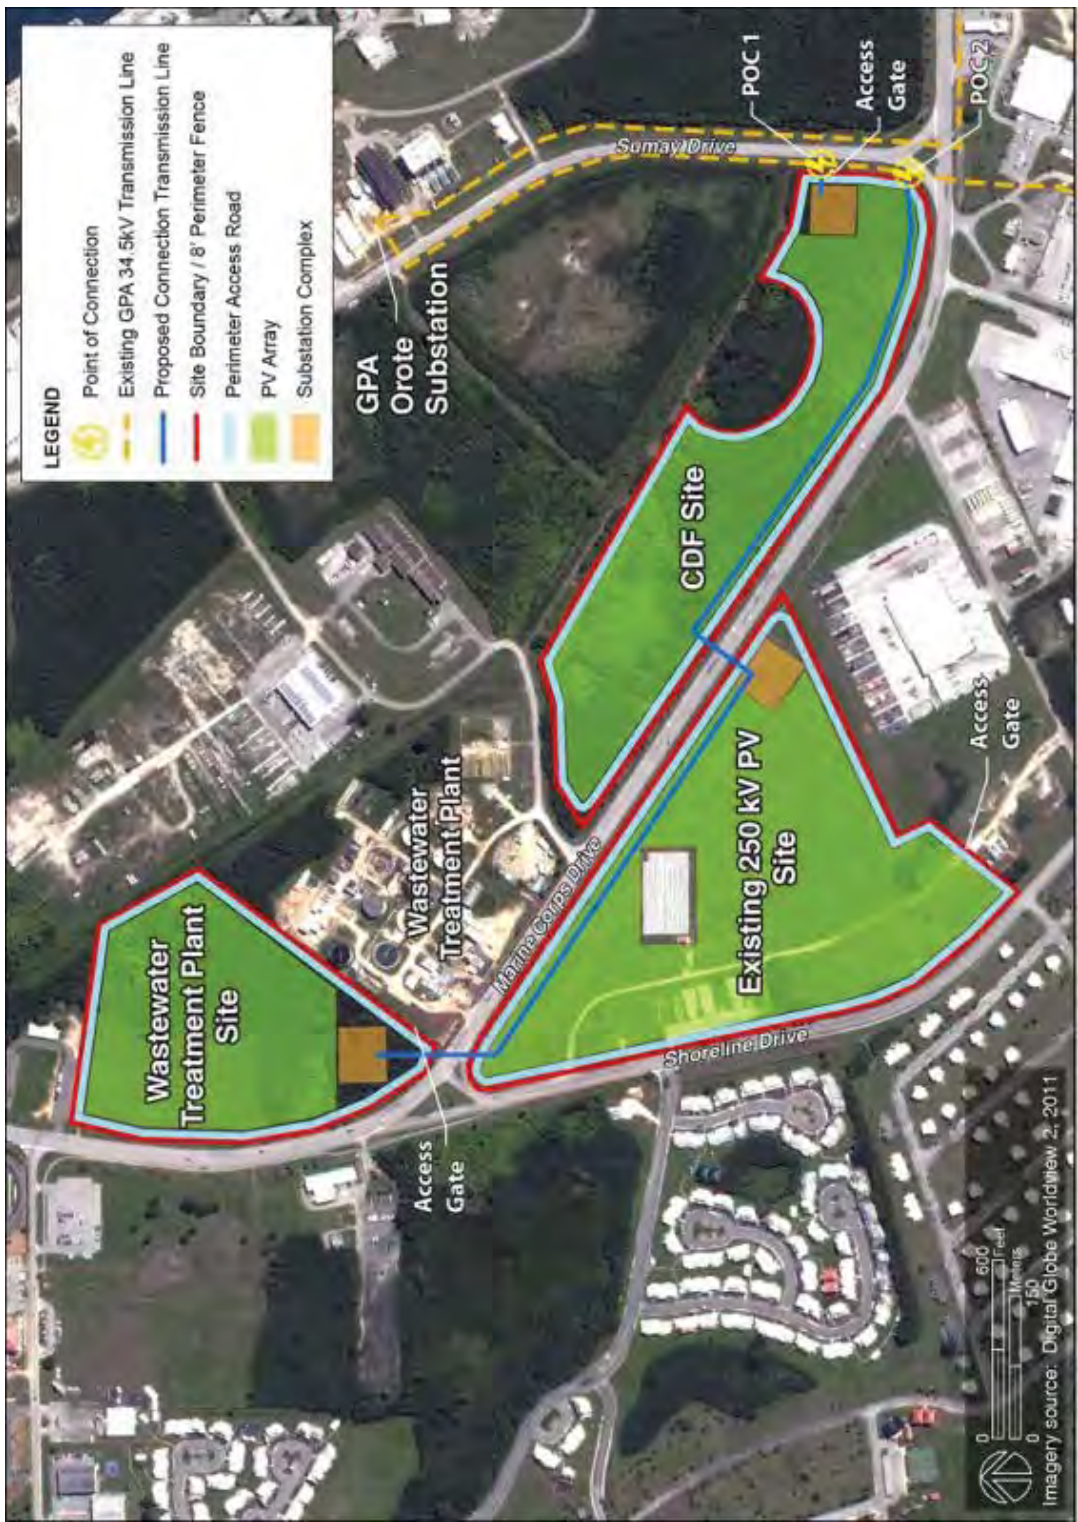 LEGEND
Point of Connection
Existing GPA 34.5kV Transmission Line
Proposed Connection Transmission Line
Site Boundary / 8' Perimeter Fence
Perimeter Access Road
PV Array
Substation Complex
GPA
Orote
Substation
Sumay Drive
POC 1
Access
Gate
POC 2
CDF Site
Wastewater
Treatment Plant
Site
Wastewater
Treatment Plant
Marine Corps Drive
Existing 250 kV PV
Site
Access
Gate
Access
Gate
Shoreline Drive
0 600
Feet
Meters
0 150
Imagery source: Digital Globe Worldview 2, 2011